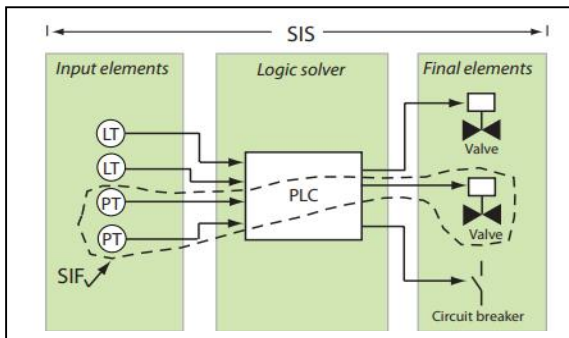 SIS
Input elements
Logic solver
Final elements
LT
LT
PT
PT
SIF
PLC
Valve
Valve
Circuit breaker